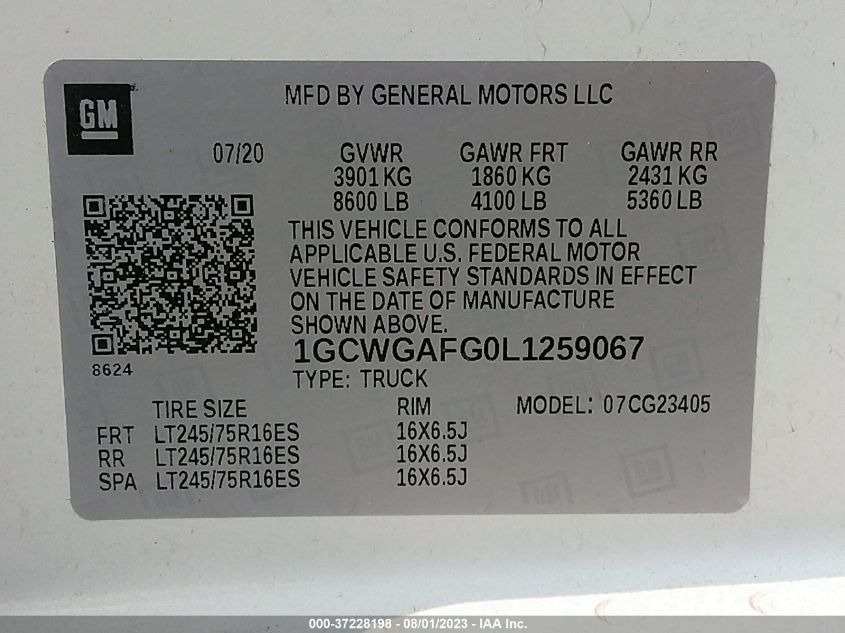 GM
MFD BY GENERAL MOTORS LLC
07/20 GVWR GAWR FRT GAWR RR
3901 KG 1860 KG 2431 KG
8600 LB 4100 LB 5360 LB
THIS VEHICLE CONFORMS TO ALL
APPLICABLE U.S. FEDERAL MOTOR
VEHICLE SAFETY STANDARDS IN EFFECT
ON THE DATE OF MANUFACTURE
SHOWN ABOVE.
1GCWGAFG0L1259067
8624
TYPE: TRUCK
TIRE SIZE RIM MODEL: 07CG23405
FRT LT245/75R16ES 16X6.5J
RR LT245/75R16ES 16X6.5J
SPA LT245/75R16ES 16X6.5J
000-37228198 - 08/01/2023 - IAA Inc.